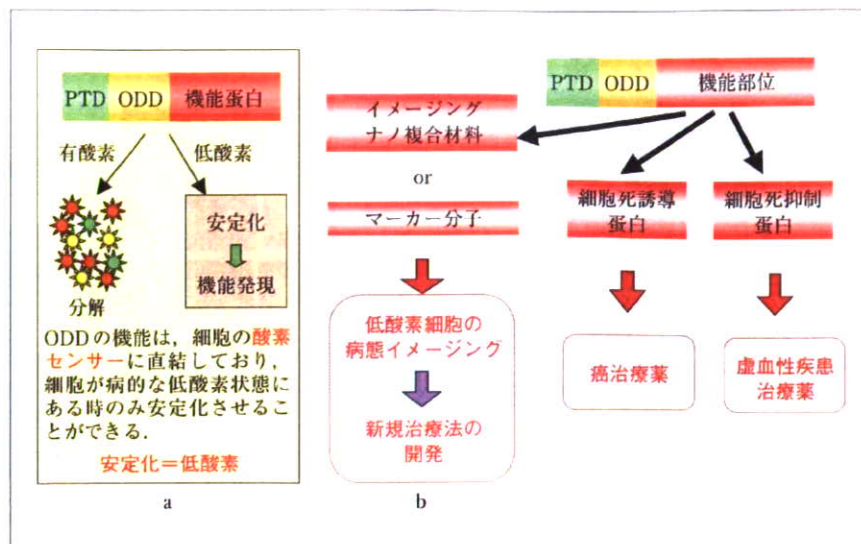 PTD ODD 機能蛋白
有酸素 低酸素
安定化
機能発現
分解
ODDの機能は，細胞の酸素
センサーに直結しており，
細胞が病的な低酸素状態に
ある時のみ安定化させるこ
とができる．
安定化＝低酸素
a
PTD ODD 機能部位
イメージング
ナノ複合材料
or
マーカー分子
低酸素細胞の
病態イメージング
新規治療法の
開発
b
細胞死誘導
蛋白
癌治療薬
細胞死抑制
蛋白
虚血性疾患
治療薬